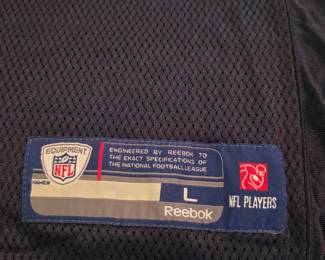 EQUIPMENT
NFL
ENGINEERED BY REEBOK TO
THE EXACT SPECIFICATIONS OF
THE NATIONAL FOOTBALL LEAGUE
L
Reebok
NFL PLAYERS